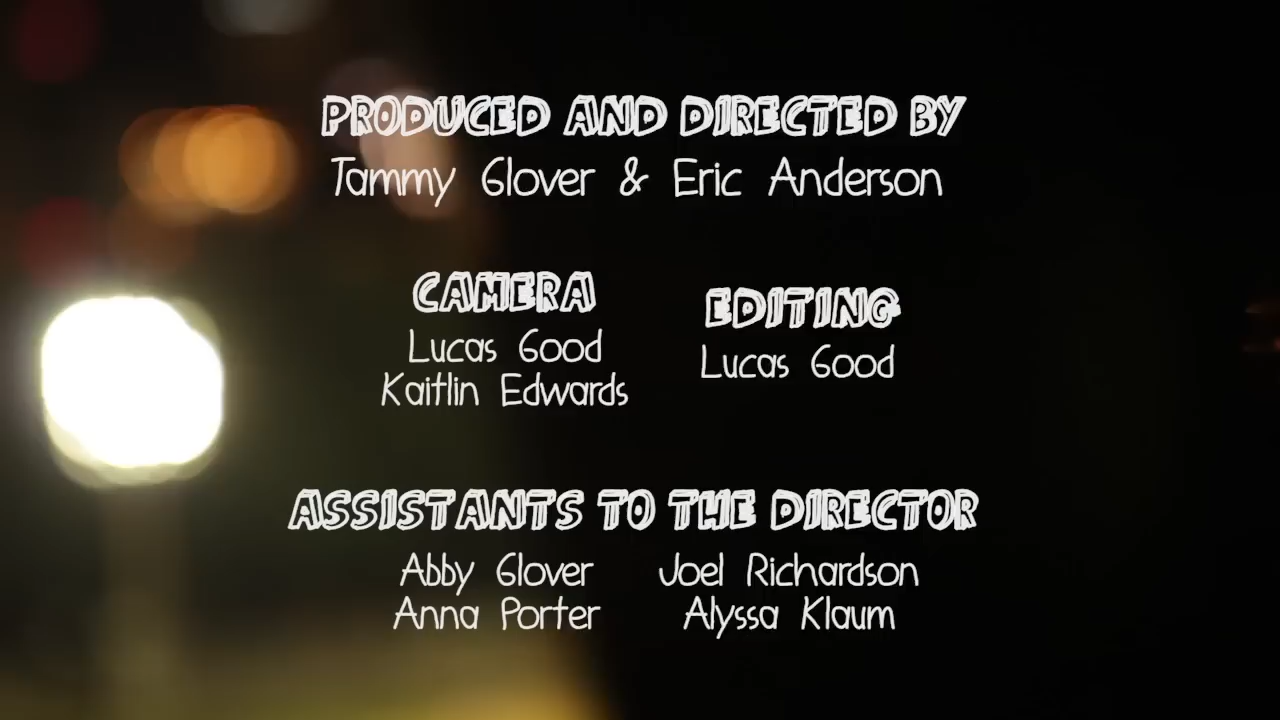 PRODUCED AND DIRECTED BY
Tammy Glover & Eric Anderson
CAMERA
Lucas Good
Kaitlin Edwards
EDITING
Lucas Good
ASSISTANTS TO THE DIRECTOR
Abby Glover Joel Richardson
Anna Porter Alyssa Klaum